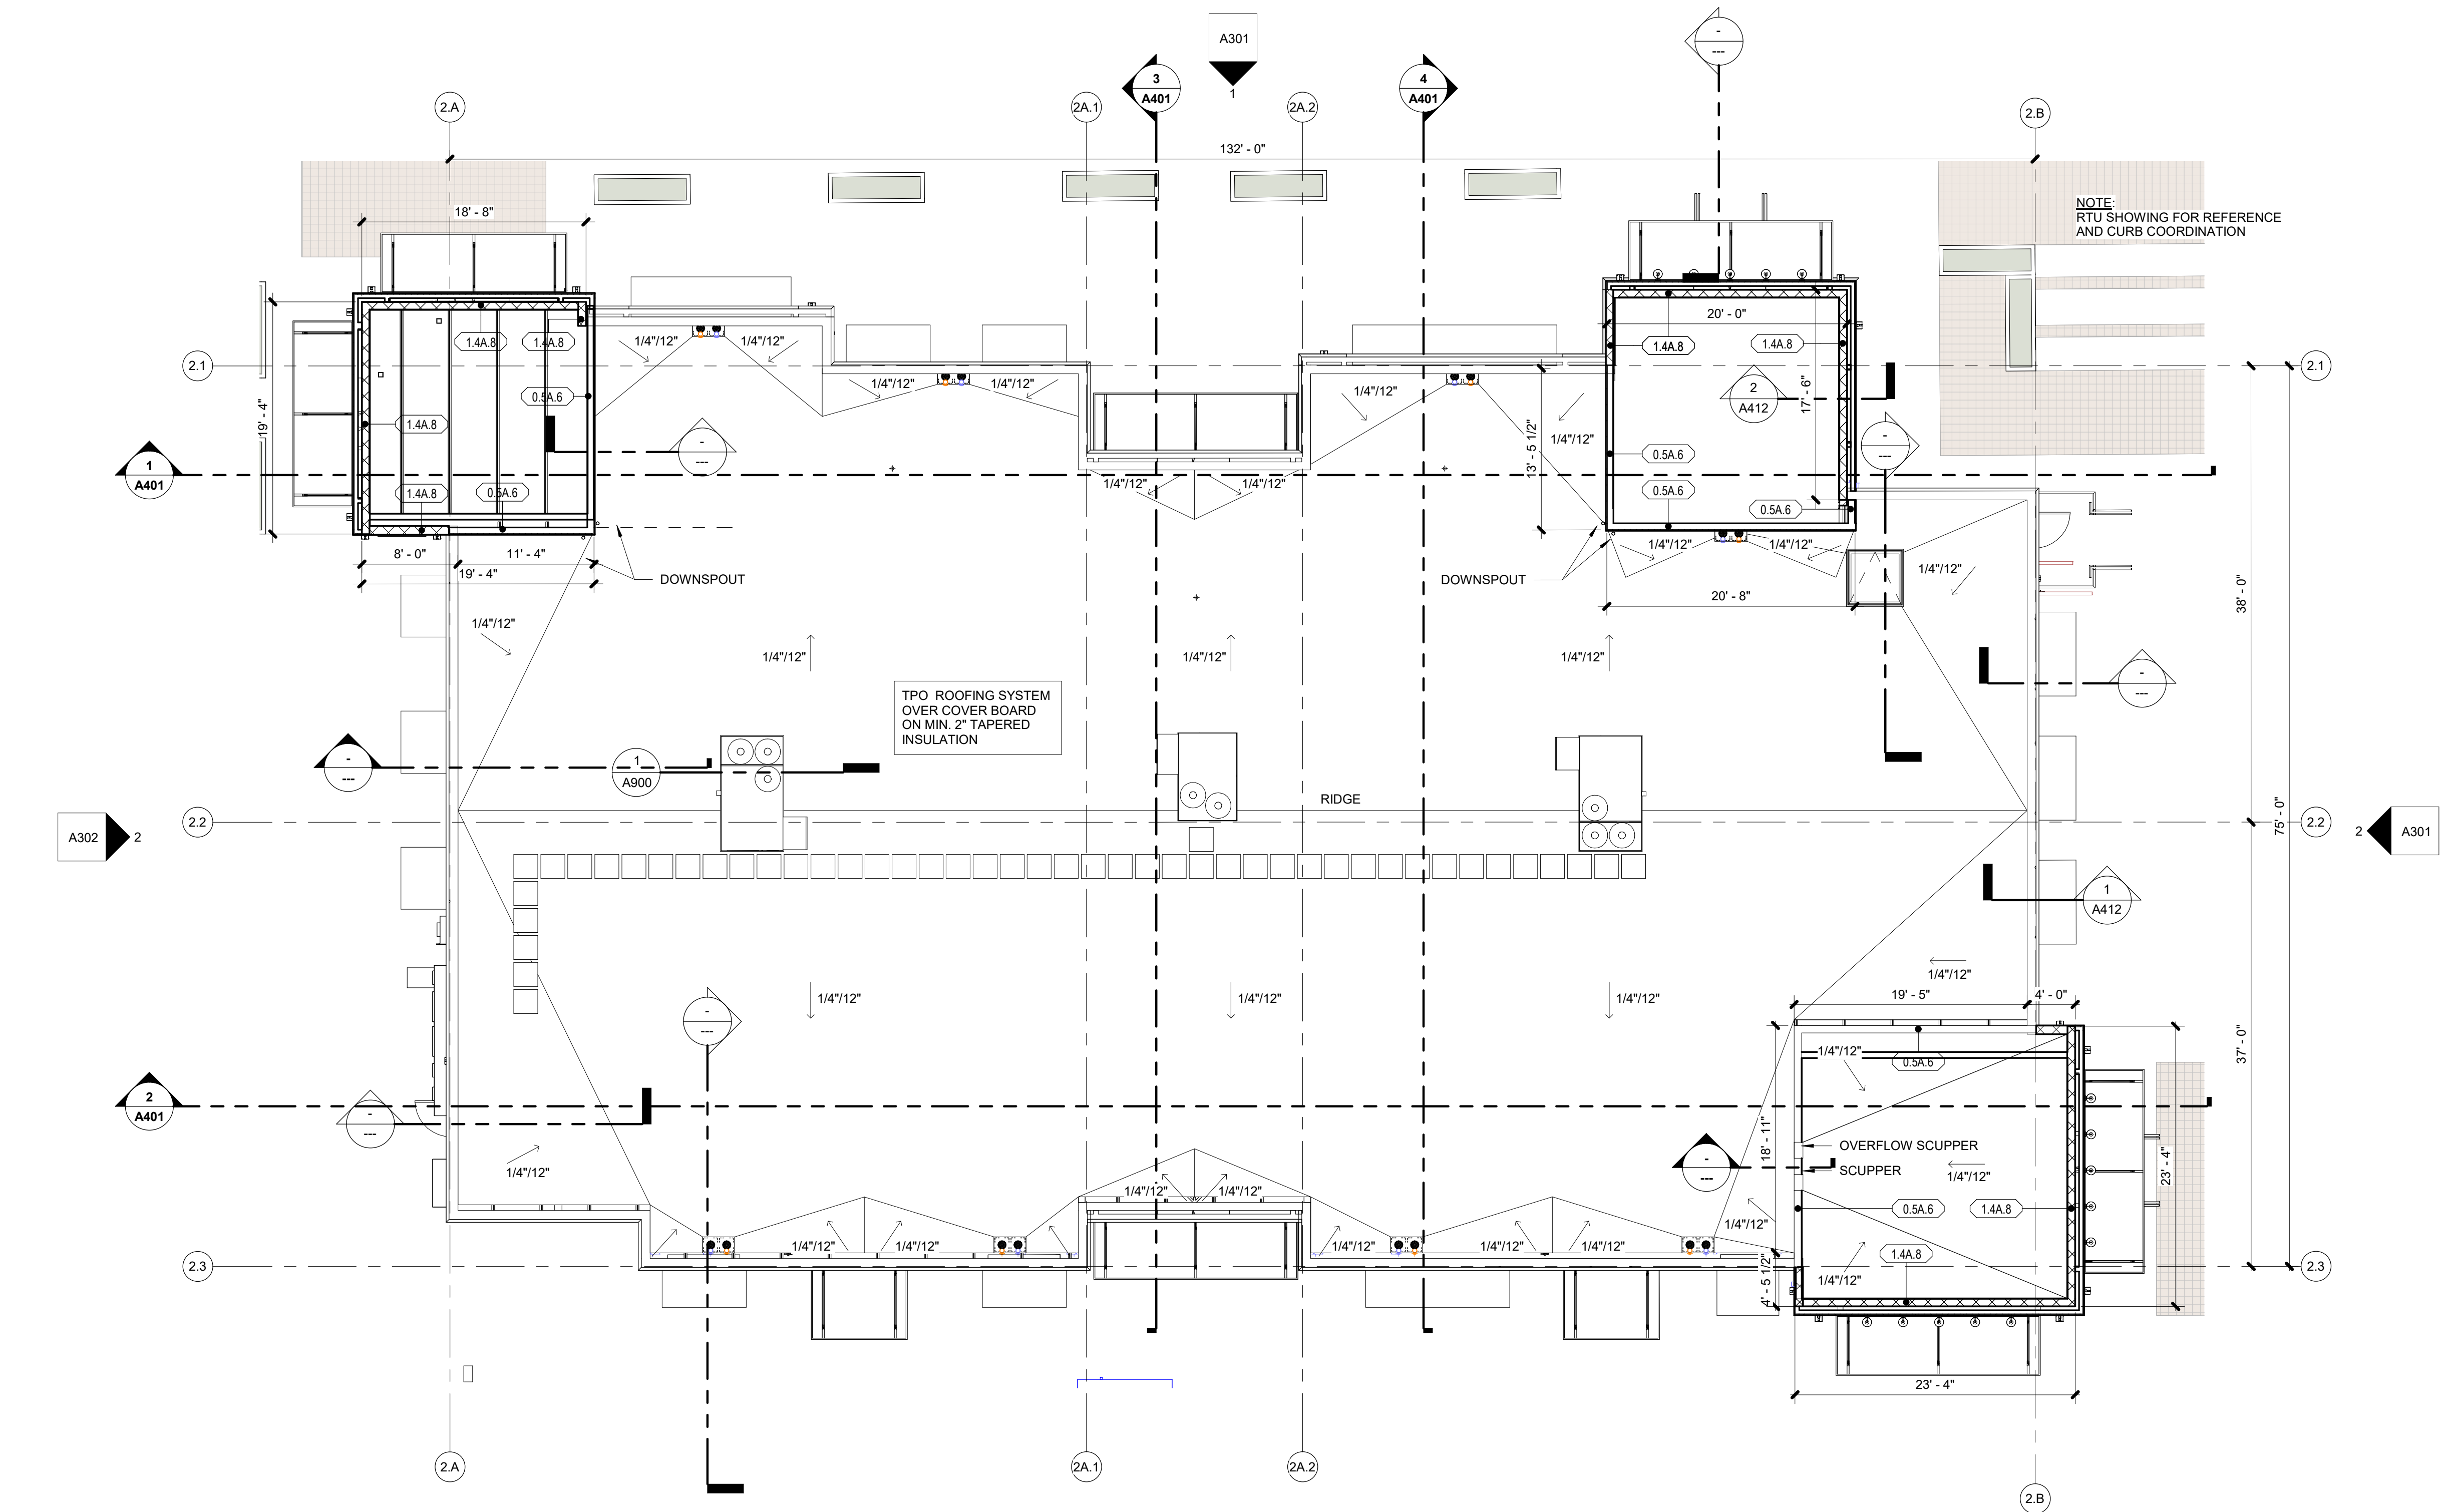 A301
1
-
---
3
A401
4
A401
2.A
2A.1
2A.2
2.B
132' - 0"
18' - 8"
NOTE:
RTU SHOWING FOR REFERENCE
AND CURB COORDINATION
20' - 0"
1.4A.8
1.4A.8
1/4"/12"
1/4"/12"
1.4A.8
1.4A.8
2.1
2.1
1/4"/12"
1/4"/12"
1/4"/12"
0.5A.6
2
A412
17' - 6"
19' - 4"
1.4A.8
1/4"/12"
-
---
-
---
13' - 5 1/2"
0.5A.6
1
A401
1.4A.8
0.5A.6
1/4"/12"
1/4"/12"
0.5A.6
0.5A.6
8' - 0"
11' - 4"
1/4"/12"
1/4"/12"
19' - 4"
DOWNSPOUT
DOWNSPOUT
1/4"/12"
20' - 8"
38' - 0"
1/4"/12"
1/4"/12"
1/4"/12"
1/4"/12"
-
---
TPO ROOFING SYSTEM
OVER COVER BOARD
ON MIN. 2" TAPERED
INSULATION
-
---
1
A900
RIDGE
75' - 0"
2.2
2.2
A302
2
2
A301
1
A412
1/4"/12"
19' - 5"
4' - 0"
1/4"/12"
1/4"/12"
1/4"/12"
-
---
37' - 0"
1/4"/12"
0.5A.6
2
A401
-
---
18' - 11"
OVERFLOW SCUPPER
SCUPPER
-
---
1/4"/12"
23' - 4"
1/4"/12"
1/4"/12"
1/4"/12"
0.5A.6
1.4A.8
1/4"/12"
1/4"/12"
1/4"/12"
1/4"/12"
1/4"/12"
1/4"/12"
1.4A.8
2.3
2.3
4' - 5 1/2"
1/4"/12"
23' - 4"
2.A
2A.1
2A.2
2.B